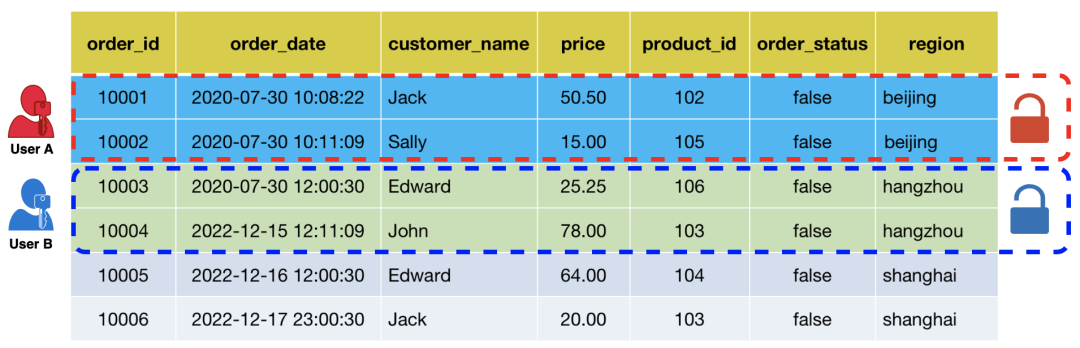 order_id order_date customer_name price product_id order_status region
10001 2020-07-30 10:08:22 Jack 50.50 102 false beijing
User A
10002 2020-07-30 10:11:09 Sally 15.00 105 false beijing
10003 2020-07-30 12:00:30 Edward 25.25 106 false hangzhou
User B
10004 2022-12-15 12:11:09 John 78.00 103 false hangzhou
10005 2022-12-16 12:00:30 Edward 64.00 104 false shanghai
10006 2022-12-17 23:00:30 Jack 20.00 103 false shanghai